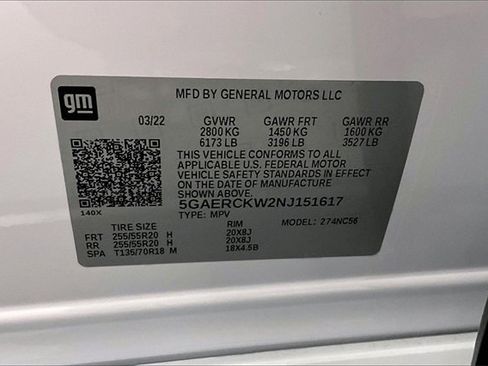 gm
MFD BY GENERAL MOTORS LLC
03/22 GVWR GAWR FRT GAWR RR
2800 KG 1450 KG 1600 KG
6173 LB 3196 LB 3527 LB
THIS VEHICLE CONFORMS TO ALL
APPLICABLE U.S. FEDERAL MOTOR
VEHICLE SAFETY STANDARDS IN EFFECT
ON THE DATE OF MANUFACTURE
SHOWN ABOVE.
5GAERCKW2NJ151617
140X TYPE: MPV MODEL: 274NC56
TIRE SIZE RIM
FRT 255/55R20 H 20X8J
RR 255/55R20 H 20X8J
SPA T135/70R18 M 18X4.5B